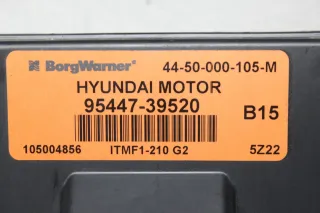 BorgWarner 44-50-000-105-M
HYUNDAI MOTOR
95447-39520 B15
105004856 ITMF1-210 G2 5Z22